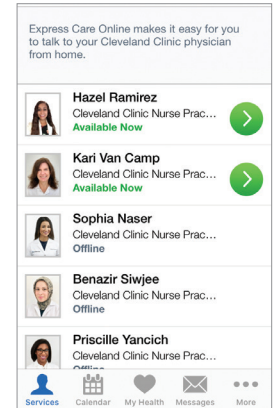 Express Care Online makes it easy for you
to talk to your Cleveland Clinic physician
from home.
Hazel Ramirez
Cleveland Clinic Nurse Prac...
Available Now
Kari Van Camp
Cleveland Clinic Nurse Prac...
Available Now
Sophia Naser
Cleveland Clinic Nurse Prac...
Offline
Benazir Siwjee
Cleveland Clinic Nurse Prac...
Offline
Priscille Yancich
Cleveland Clinic Nurse Prac...
Offline
Services Calendar My Health Messages More